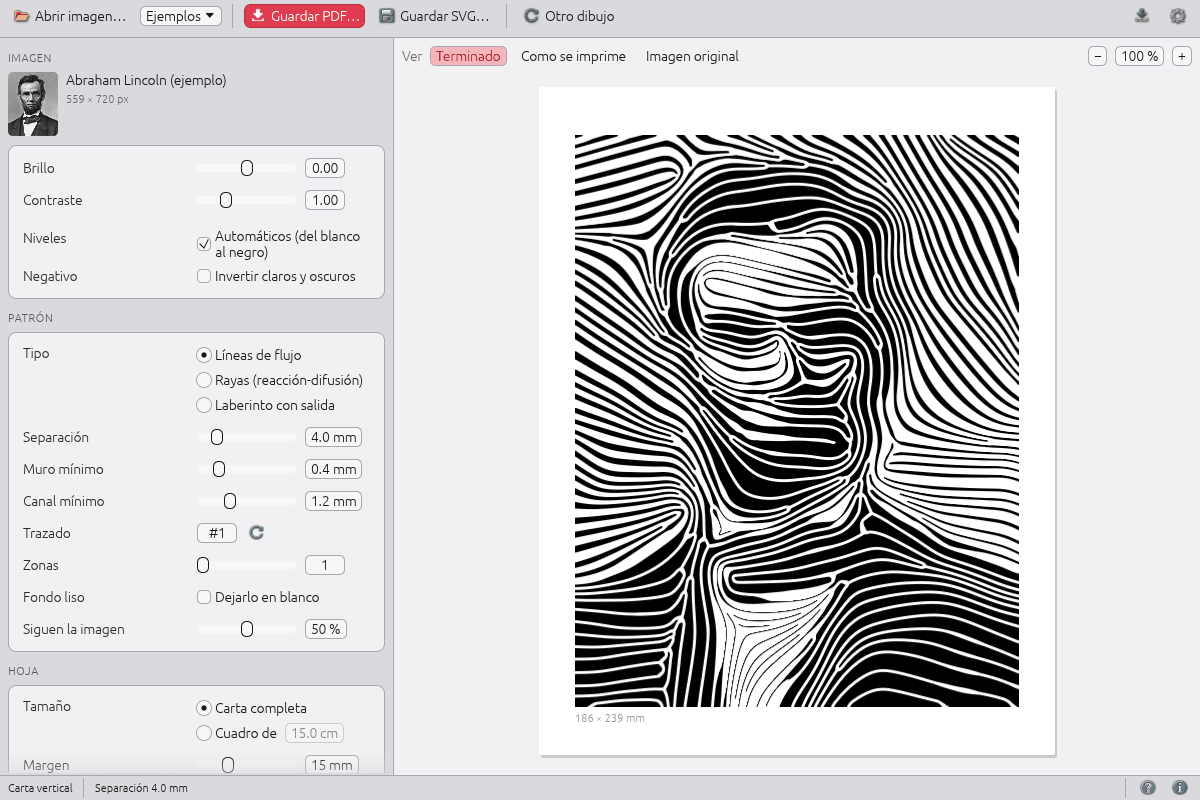 Abrir imagen...
Ejemplos
Guardar PDF...
Guardar SVG...
Otro dibujo
IMAGEN
Abraham Lincoln (ejemplo)
559 × 720 px
Brillo
0.00
Contraste
1.00
Niveles
Automáticos (del blanco
al negro)
Negativo
Invertir claros y oscuros
PATRÓN
Tipo
Líneas de flujo
Rayas (reacción-difusión)
Laberinto con salida
Separación
4.0 mm
Muro mínimo
0.4 mm
Canal mínimo
1.2 mm
Trazado
#1
Zonas
1
Fondo liso
Dejarlo en blanco
Siguen la imagen
50 %
HOJA
Tamaño
Carta completa
Cuadro de
15.0 cm
Margen
15 mm
Ver
Terminado
Como se imprime
Imagen original
−
100 %
+
186 × 239 mm
Carta vertical
Separación 4.0 mm